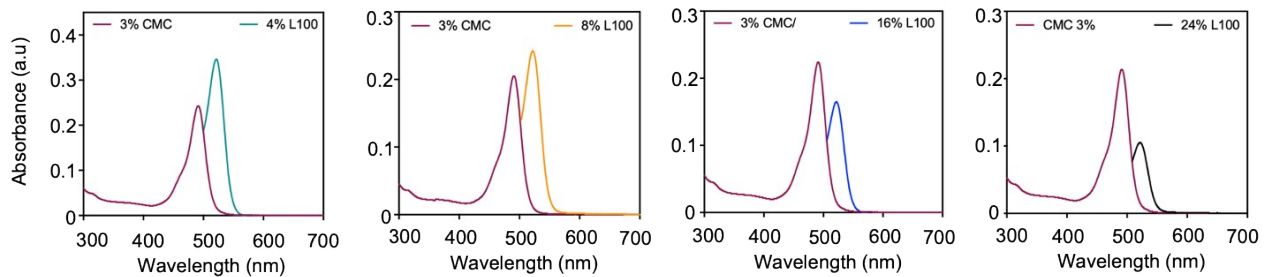 3% CMC 4% L100
3% CMC 8% L100
3% CMC/ 16% L100
CMC 3% 24% L100
Absorbance (a.u)
0.4
0.3
0.2
0.1
0
0.3
0.2
0.1
0
0.3
0.2
0.1
0
0.3
0.2
0.1
0
300 400 500 600 700
300 400 500 600 700
300 400 500 600 700
300 400 500 600 700
Wavelength (nm)
Wavelength (nm)
Wavelength (nm)
Wavelength (nm)